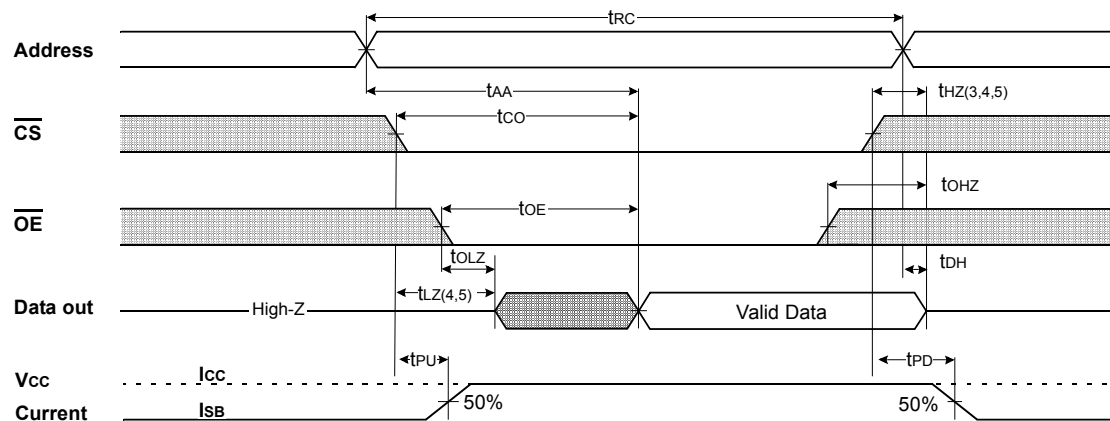 tRC
Address
tAA
tHZ(3,4,5)
tCO
CS
tOHZ
tOE
OE
tOLZ
tDH
tLZ(4,5)
Data out
High-Z
Valid Data
tPU
tPD
VCC
ICC
50%
50%
Current
ISB